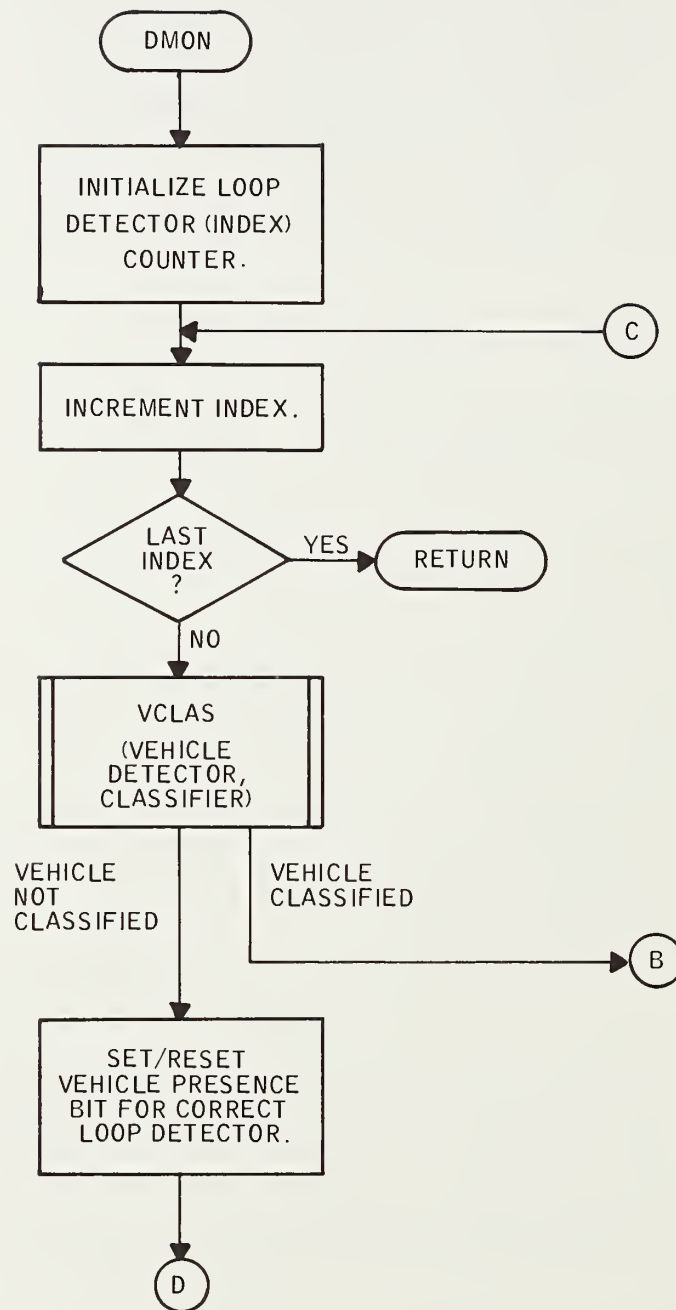 DMON
INITIALIZE LOOP
DETECTOR (INDEX)
COUNTER.
C
INCREMENT INDEX.
LAST
INDEX
?
YES
RETURN
NO
VCLAS
(VEHICLE
DETECTOR,
CLASSIFIER)
VEHICLE
NOT
CLASSIFIED
VEHICLE
CLASSIFIED
B
SET/RESET
VEHICLE PRESENCE
BIT FOR CORRECT
LOOP DETECTOR.
D